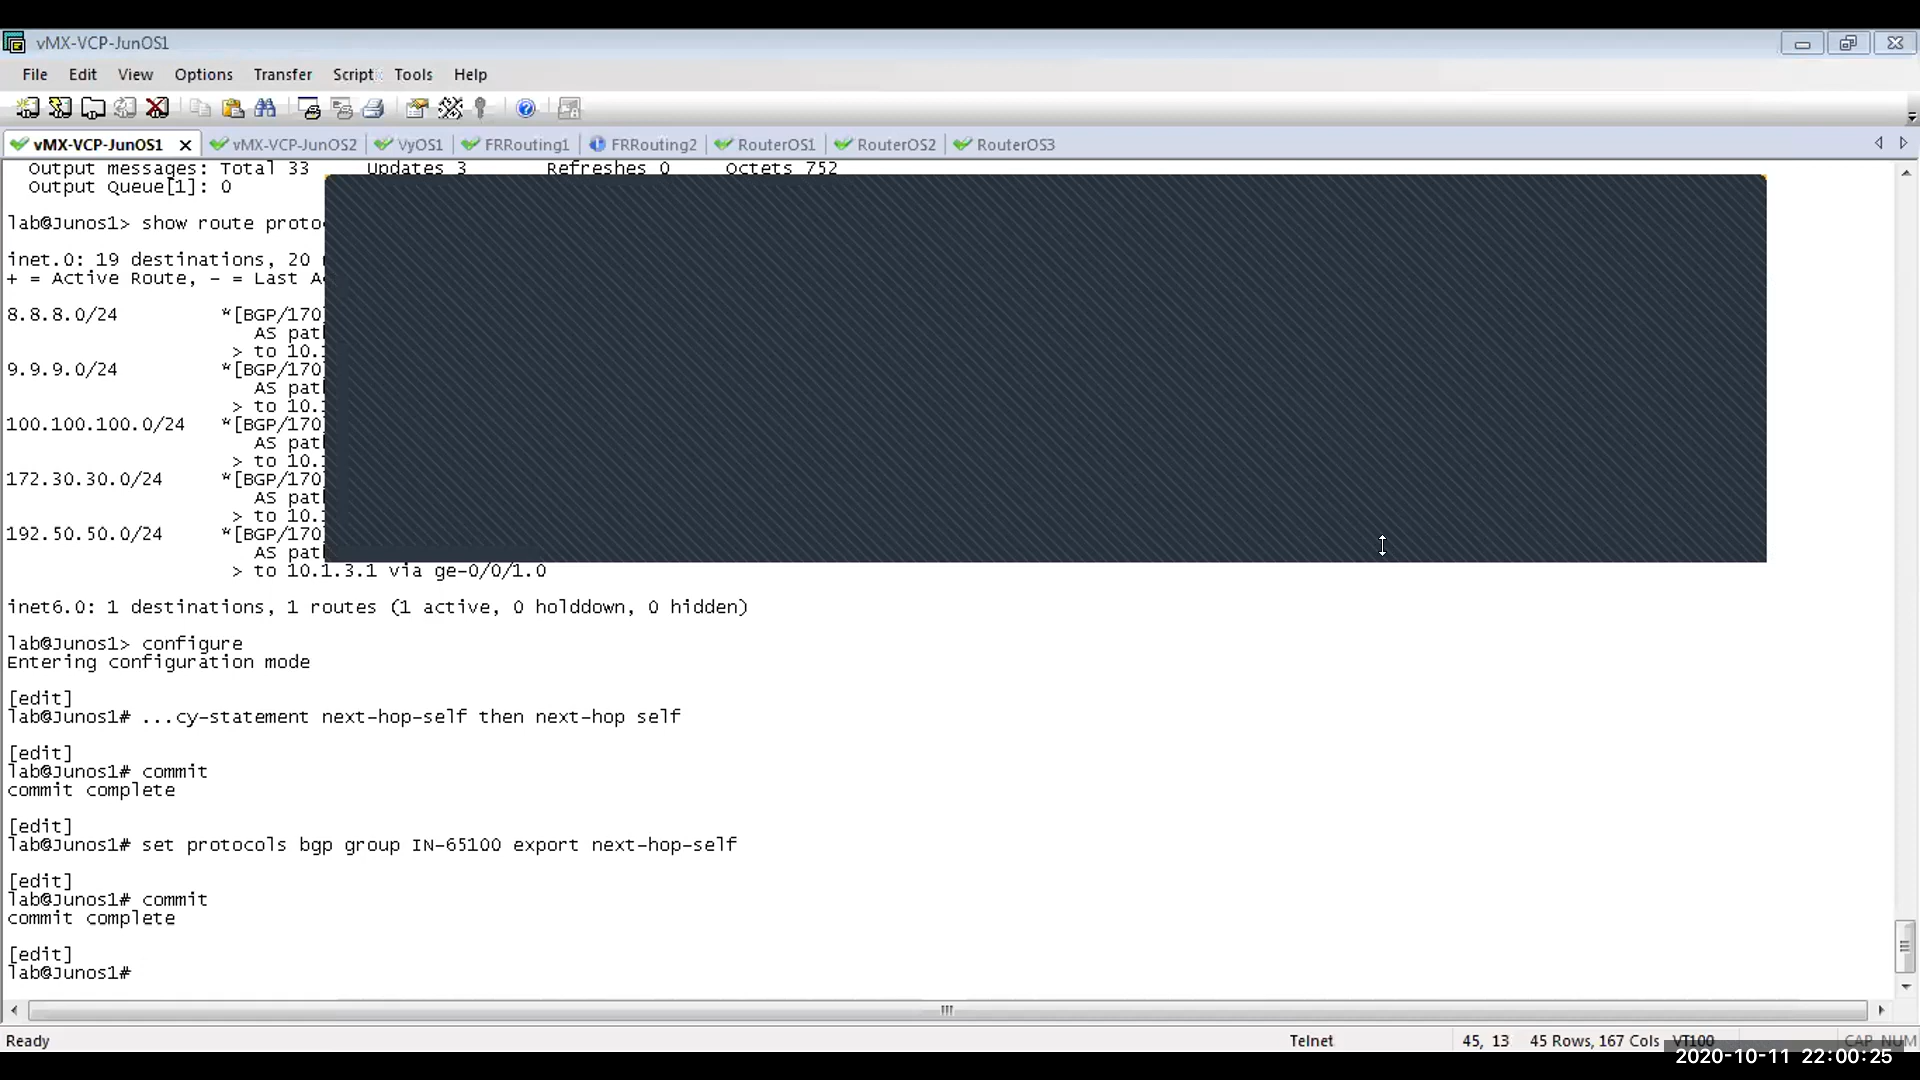 vMX-VCP-JunOS1
File Edit View Options Transfer Script Tools Help
vMX-VCP-JunOS1 vMX-VCP-JunOS2 VyOS1 FRRouting1 FRRouting2 RouterOS1 RouterOS2 RouterOS3
Output messages: Total 33 Updates 3 Refreshes 0 Octets 752
Output Queue[1]: 0
lab@Junos1> show route proto
inet.0: 19 destinations, 20
+ = Active Route, - = Last A
8.8.8.0/24 *[BGP/170]
AS pat
> to 10.1
9.9.9.0/24 *[BGP/170]
AS pat
> to 10.1
100.100.100.0/24 *[BGP/170]
AS pat
> to 10.1
172.30.30.0/24 *[BGP/170]
AS pat
> to 10.1
192.50.50.0/24 *[BGP/170]
AS pat
> to 10.1.3.1 via ge-0/0/1.0
inet6.0: 1 destinations, 1 routes (1 active, 0 holddown, 0 hidden)
lab@Junos1> configure
Entering configuration mode
[edit]
lab@Junos1# ...cy-statement next-hop-self then next-hop self
[edit]
lab@Junos1# commit
commit complete
[edit]
lab@Junos1# set protocols bgp group IN-65100 export next-hop-self
[edit]
lab@Junos1# commit
commit complete
[edit]
lab@Junos1#
Ready Telnet 45, 13 45 Rows, 167 Cols VT100 CAP NUM
2020-10-11 22:00:25